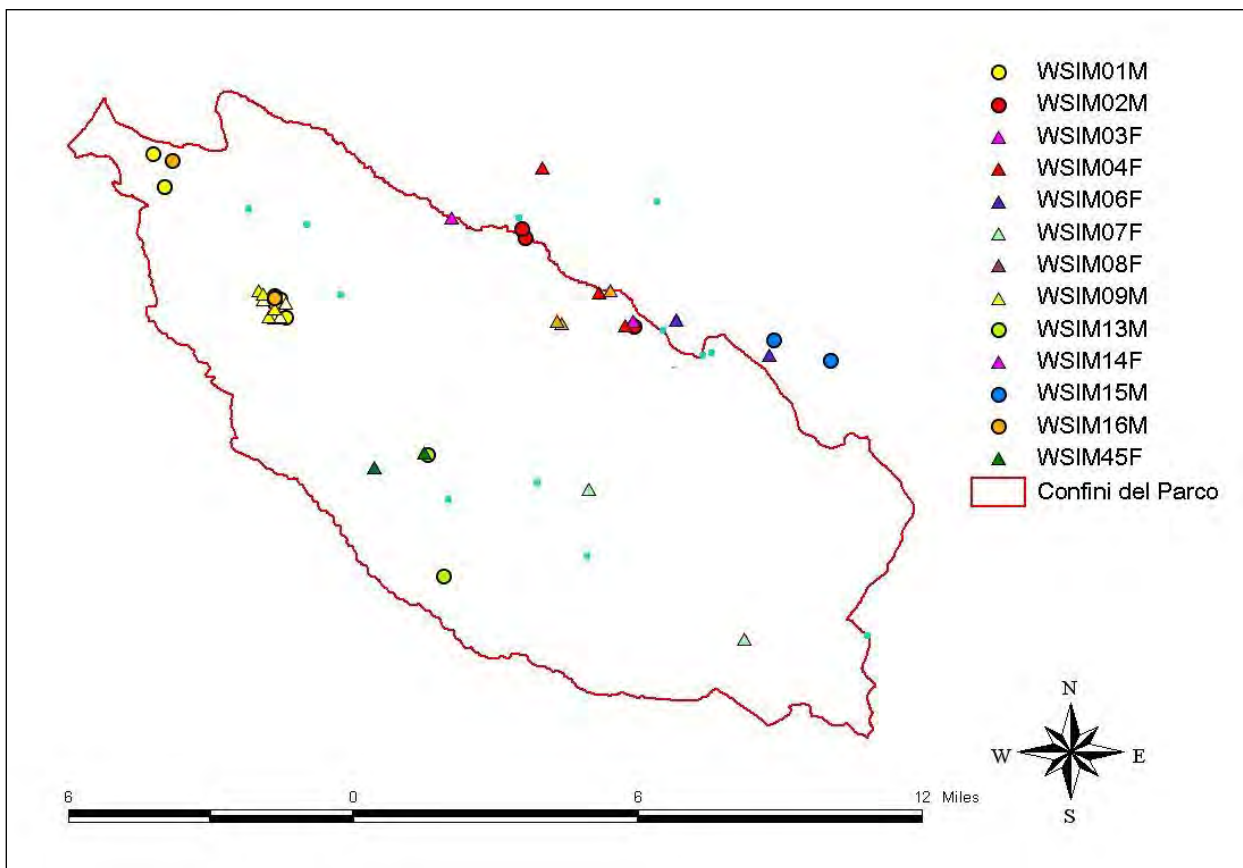 WSIM01M
WSIM02M
WSIM03F
WSIM04F
WSIM06F
WSIM07F
WSIM08F
WSIM09M
WSIM13M
WSIM14F
WSIM15M
WSIM16M
WSIM45F
Confini del Parco
N
W E
S
6 0 6 12 Miles